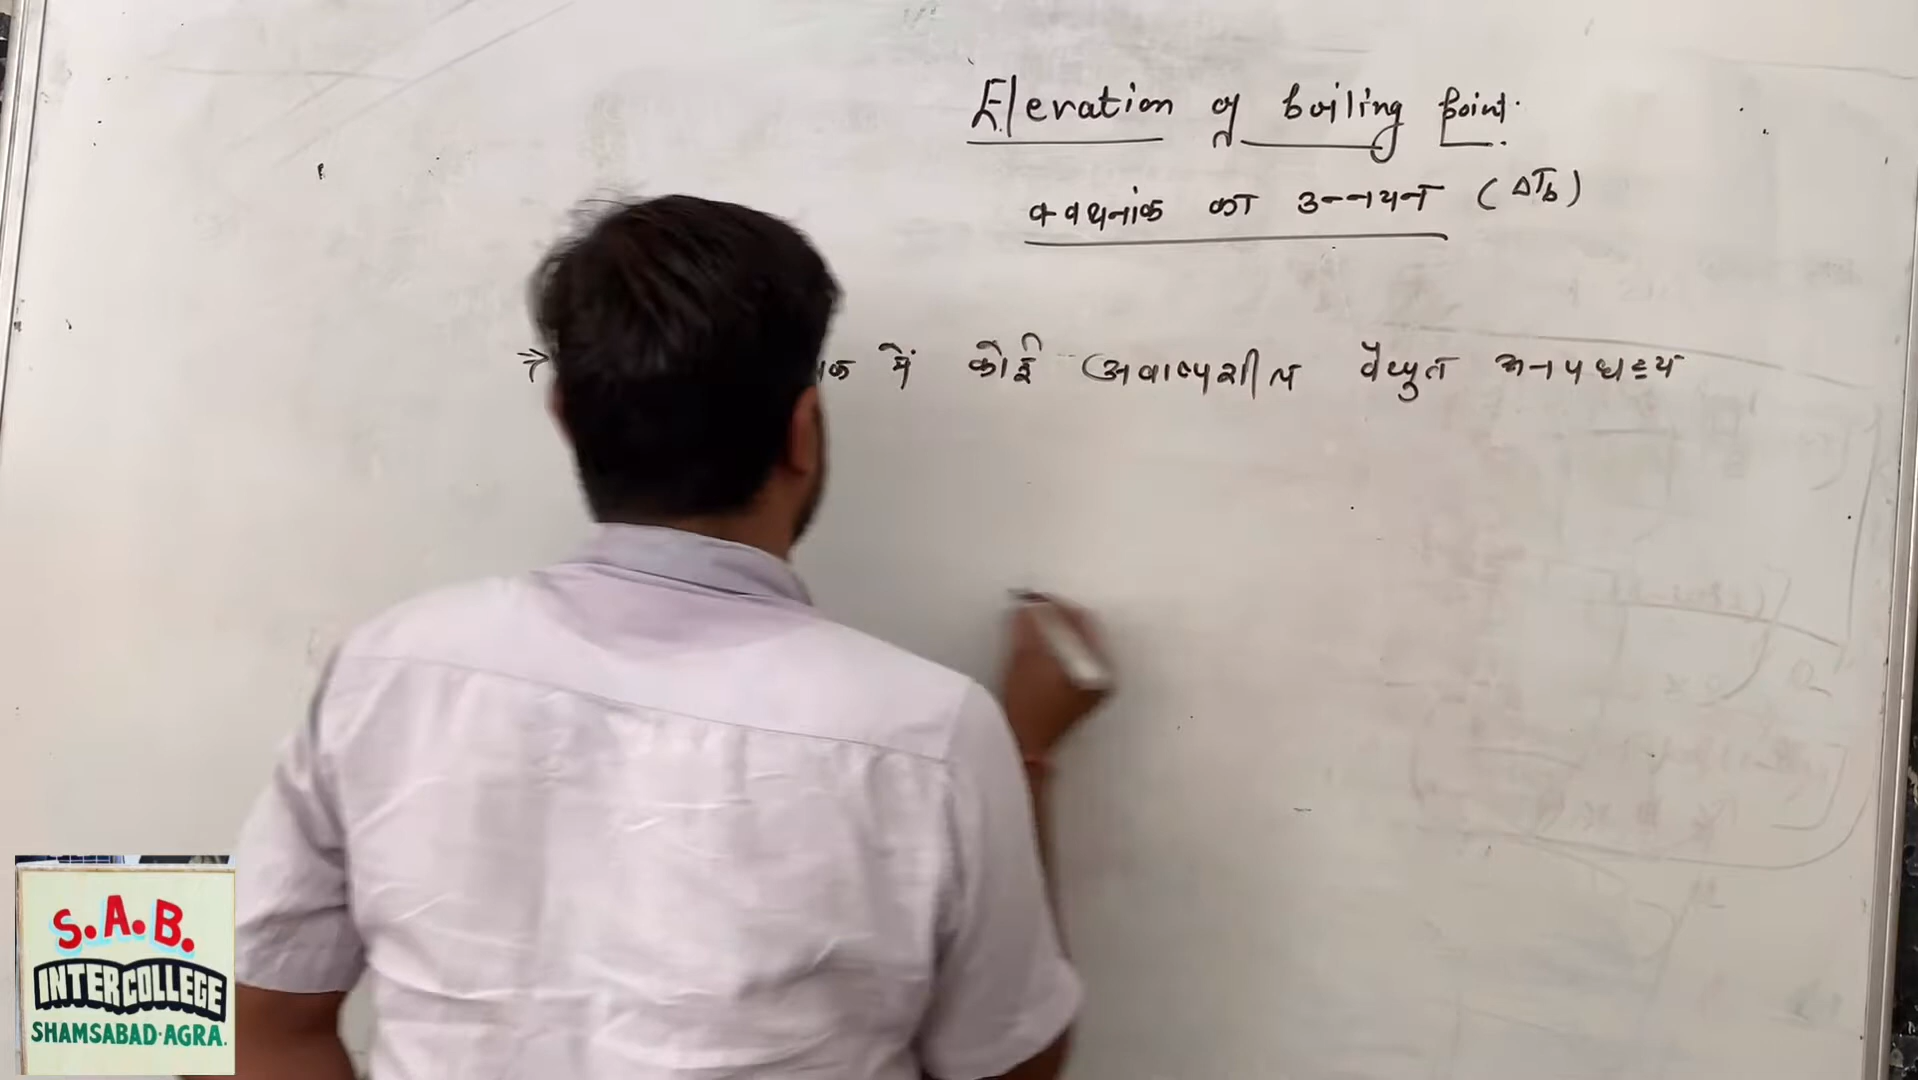 Elevation of boiling point.
क्वथनांक का उन्नयन (ΔTb)
→ में कोई अवाष्पशील वैद्युत अनपघट्य
S.A.B.
INTERCOLLEGE
SHAMSABAD-AGRA.